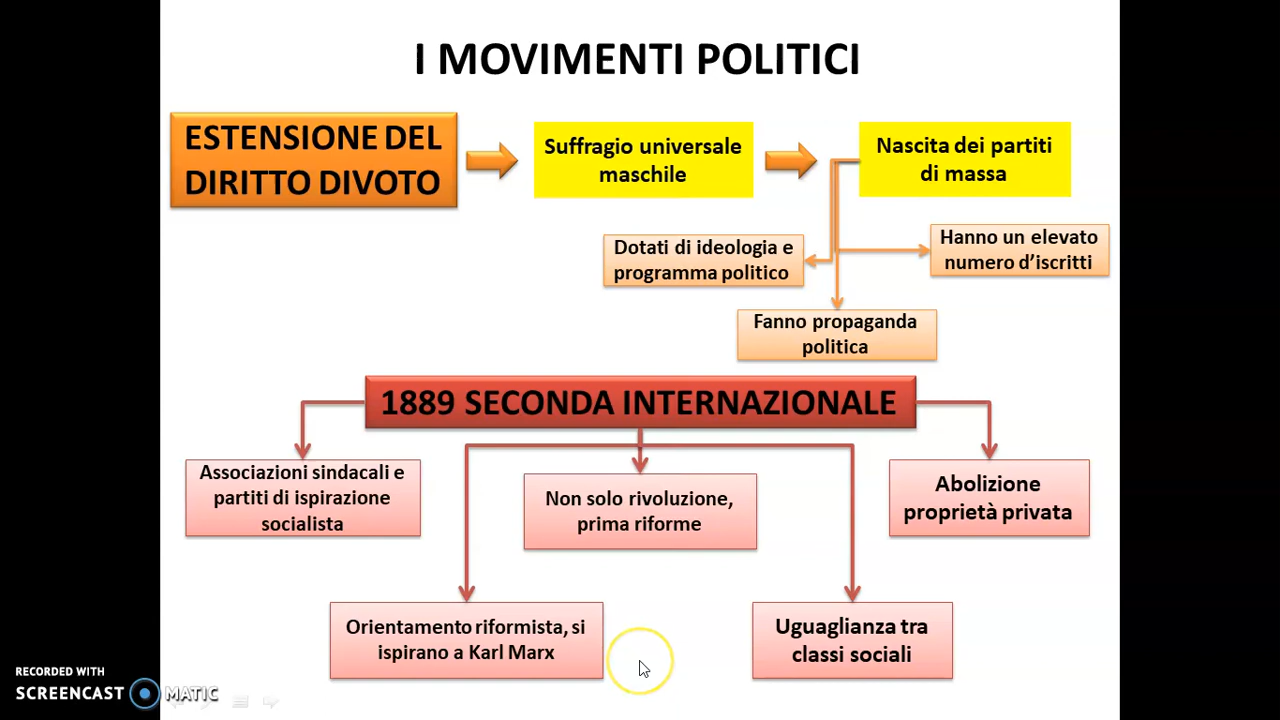 I MOVIMENTI POLITICI
ESTENSIONE DEL
DIRITTO DIVOTO
Suffragio universale
maschile
Nascita dei partiti
di massa
Dotati di ideologia e
programma politico
Hanno un elevato
numero d'iscritti
Fanno propaganda
politica
1889 SECONDA INTERNAZIONALE
Associazioni sindacali e
partiti di ispirazione
socialista
Non solo rivoluzione,
prima riforme
Abolizione
proprietà privata
Orientamento riformista, si
ispirano a Karl Marx
Uguaglianza tra
classi sociali
RECORDED WITH
SCREENCAST MATIC